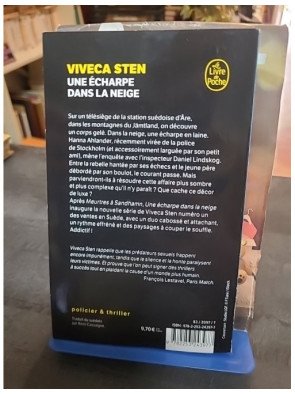 VIVECA STEN
UNE ÉCHARPE
DANS LA NEIGE
Le Livre de Poche
Sur un télésiège de la station suédoise d'Åre,
dans les montagnes du Jämtland, on découvre
un corps gelé. Dans la neige, une écharpe en laine.
Hanna Ahlander, récemment virée de la police
de Stockholm (et accessoirement larguée par son petit
ami), mène l'enquête avec l'inspecteur Daniel Lindskog.
Entre la rebelle hantée par ses échecs et le jeune père
débordé par son boulot, le courant passe. Mais
parviendront-ils à résoudre cette affaire plus sombre
et plus complexe qu'il n'y paraît ? Que cache ce décor
de luxe ?
Après Meurtres à Sandhamn, Une écharpe dans la neige
inaugure la nouvelle série de Viveca Sten numéro un
des ventes en Suède, avec un duo cabossé et attachant,
un rythme effréné et des paysages à couper le souffle.
Addictif !
Viveca Sten rappelle que les prédateurs sexuels frappent
encore impunément, tandis que le silence et la honte paralysent
leurs victimes. Et prouve que l'on peut signer des thrillers
à succès tout en plaidant la cause d'un monde plus humain.
François Lestavel, Paris Match.
policier & thriller
Traduit du suédois
par Rémi Cassaigne.
9,70 €